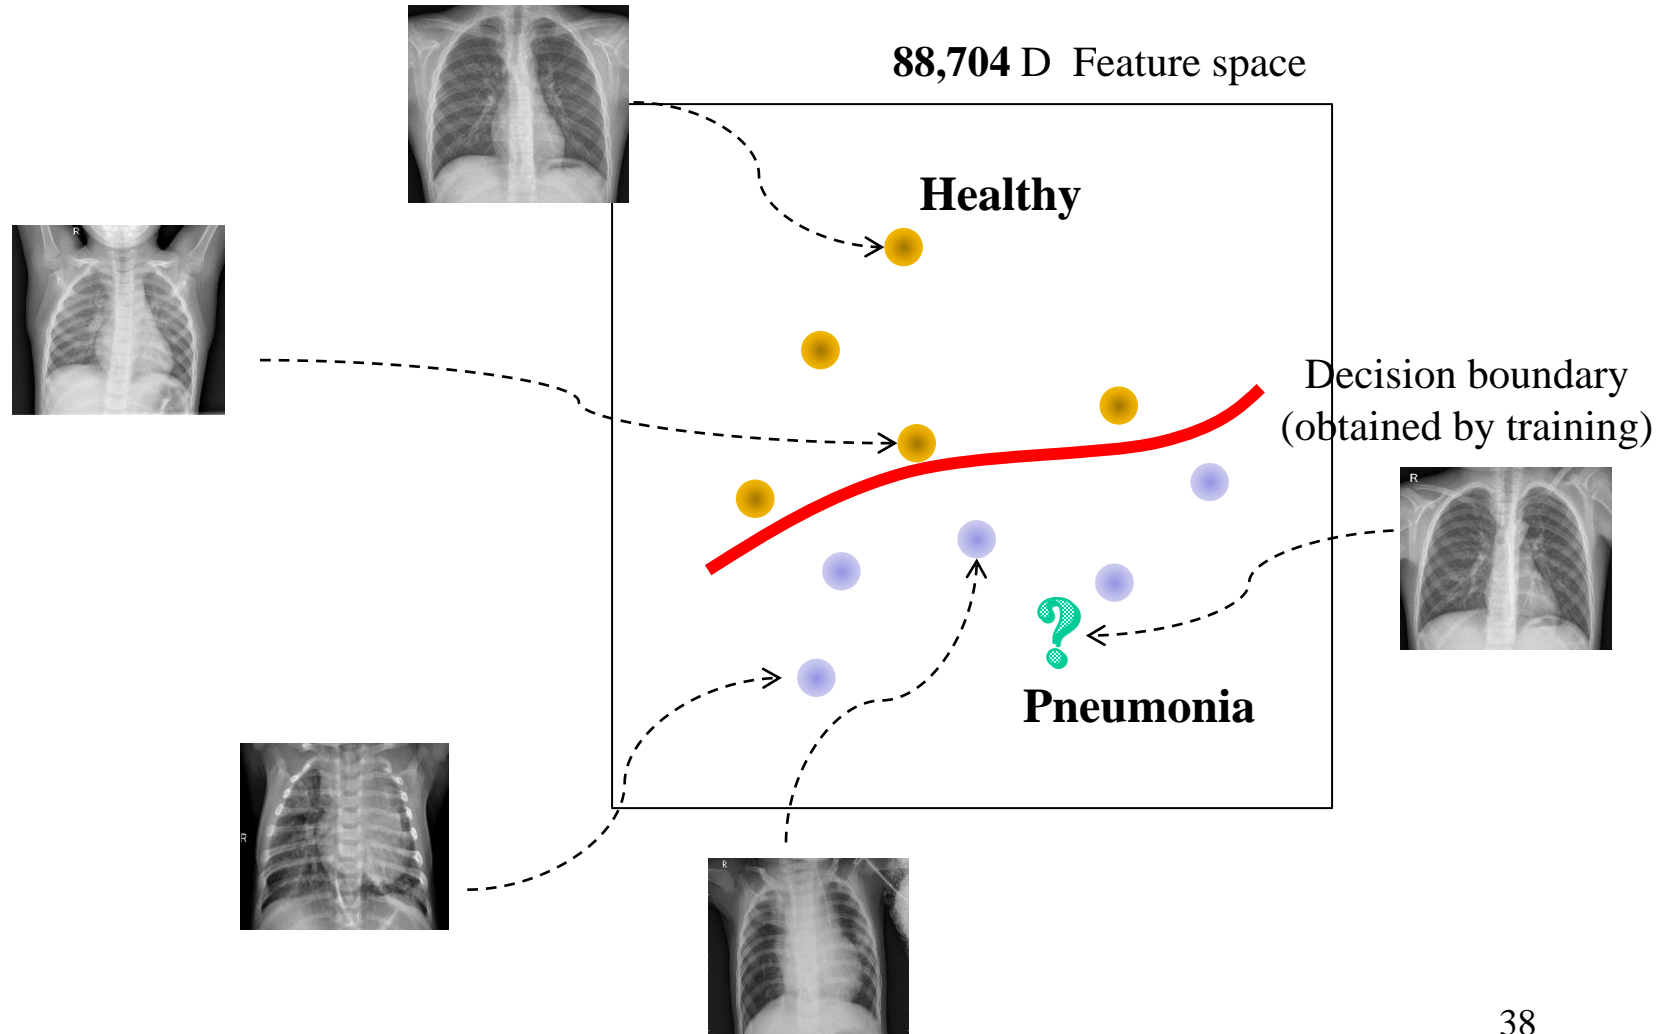 88,704 D Feature space
Healthy
R
Decision boundary
(obtained by training)
R
?
Pneumonia
R
R
38